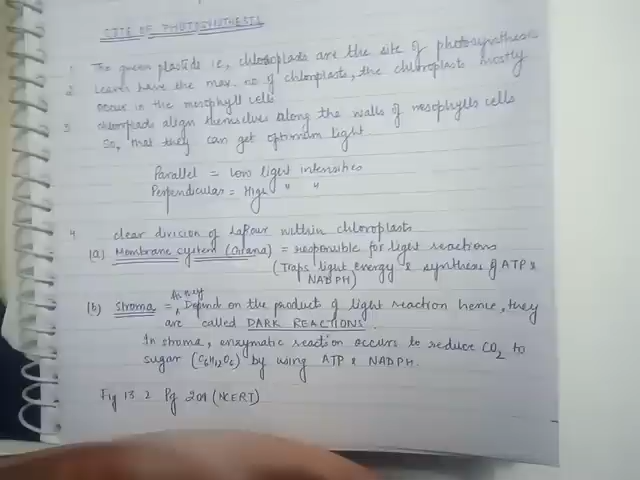 SITE OF PHOTOSYNTHESIS
1 The green plastids i.e, chloroplasts are the site of photosynthesis
2 Leaves have the max. no of chloroplasts, the chloroplasts mostly
occur in the mesophyll cells
3 chloroplasts align themselves along the walls of mesophylls cells
so, that they can get optimum light
Parallel = low light intensities
Perpendicular = High " "
4 clear division of labour within chloroplasts
(a) Membrane system (Grana) = responsible for light reactions
(Traps light energy & syntheses of ATP &
NADPH)
(b) Stroma = Depend on the product of light reaction hence, they
are called DARK REACTIONS.
In stroma, enzymatic reaction occurs to reduce CO2 to
sugar (C6H12O6) by using ATP & NADPH.
Fig 13.2 Pg 209 (NCERT)